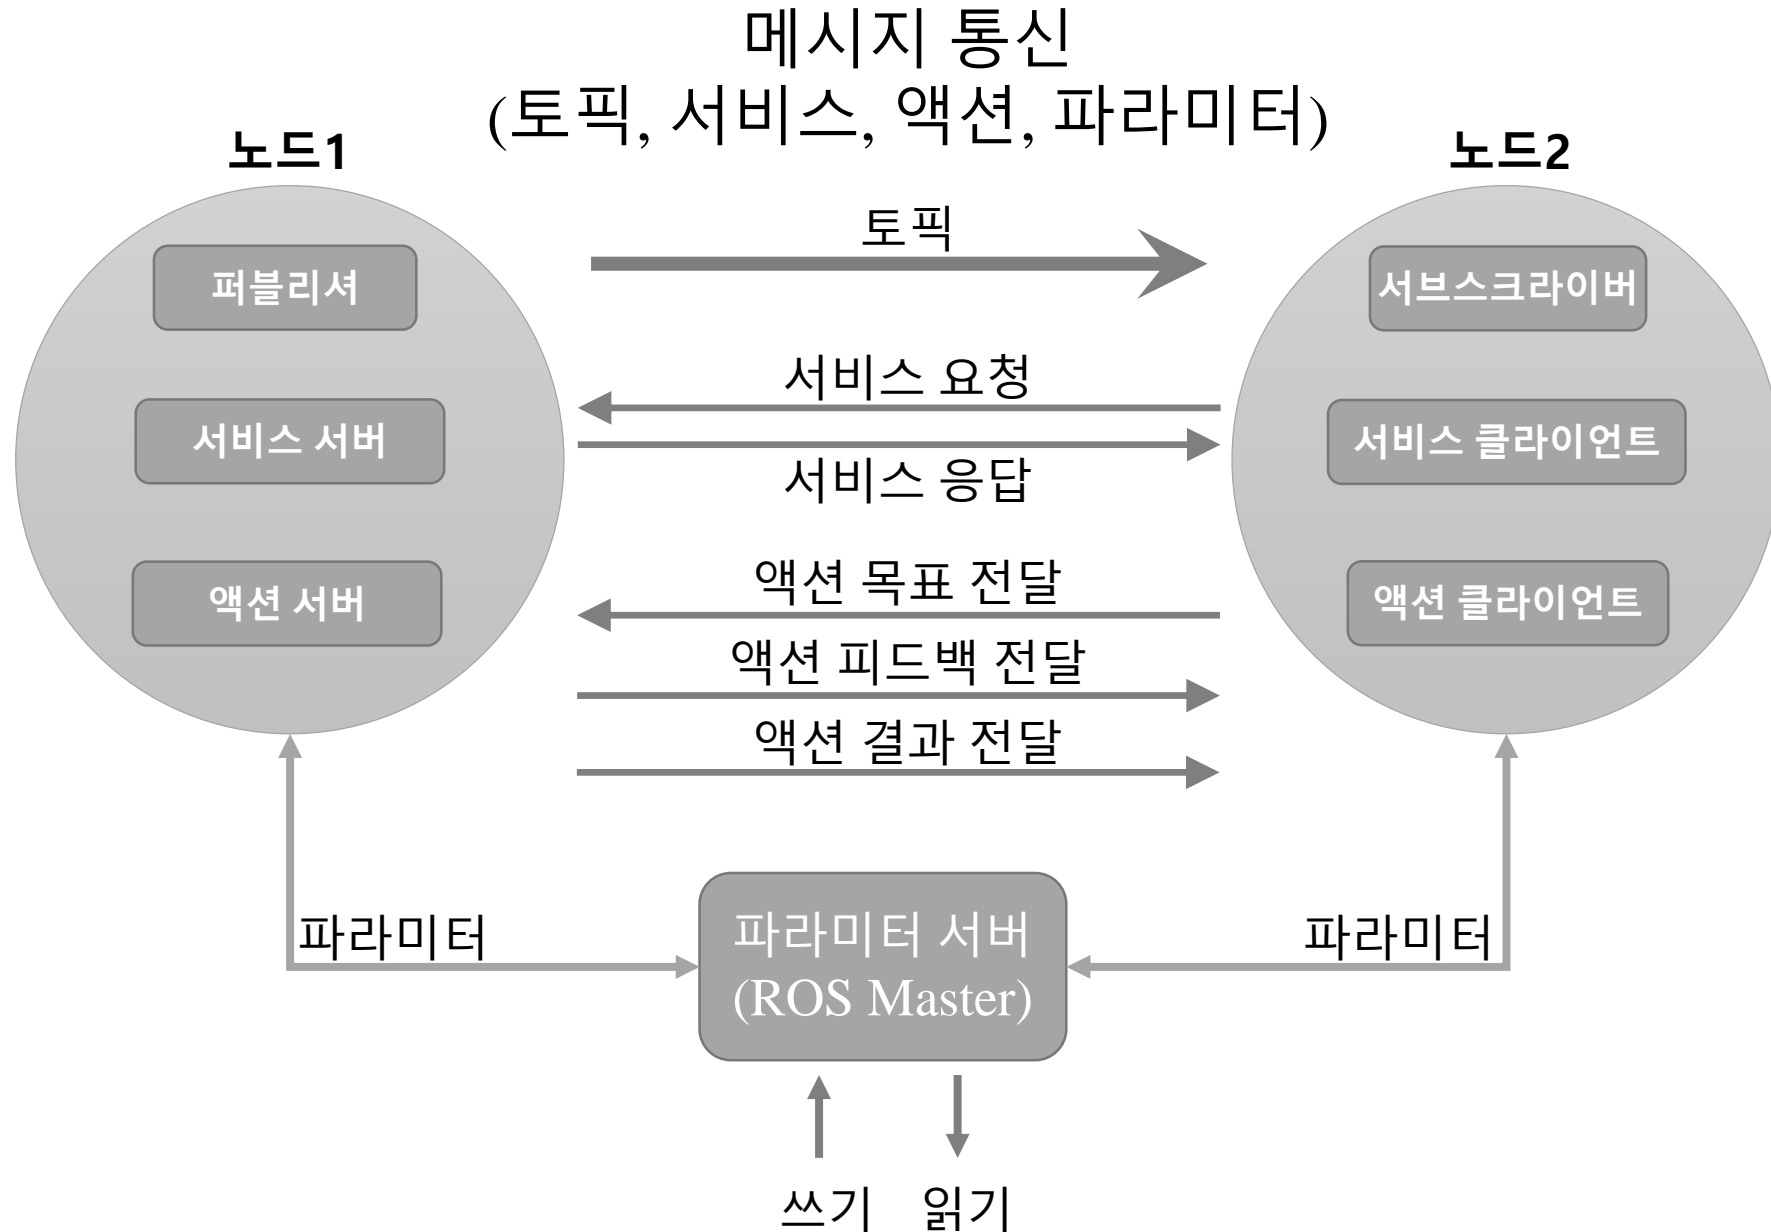 메시지 통신
(토픽, 서비스, 액션, 파라미터)
노드1
노드2
토픽
퍼블리셔
서브스크라이버
서비스 요청
서비스 서버
서비스 클라이언트
서비스 응답
액션 목표 전달
액션 서버
액션 클라이언트
액션 피드백 전달
액션 결과 전달
파라미터
파라미터 서버
(ROS Master)
파라미터
쓰기
읽기